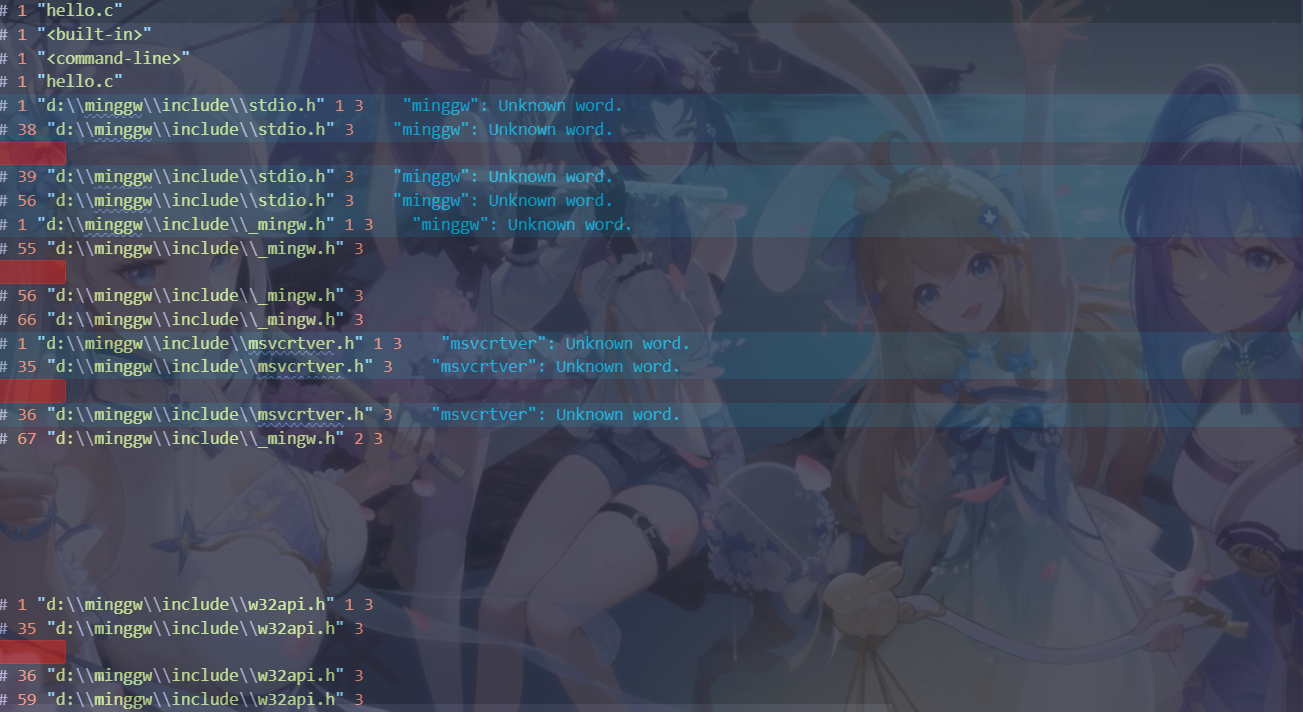 # 1 "hello.c"
# 1 "<built-in>"
# 1 "<command-line>"
# 1 "hello.c"
# 1 "d:\\minggw\\include\\stdio.h" 1 3 "minggw": Unknown word.
# 38 "d:\\minggw\\include\\stdio.h" 3 "minggw": Unknown word.
# 39 "d:\\minggw\\include\\stdio.h" 3 "minggw": Unknown word.
# 56 "d:\\minggw\\include\\stdio.h" 3 "minggw": Unknown word.
# 1 "d:\\minggw\\include\\_mingw.h" 1 3 "minggw": Unknown word.
# 55 "d:\\minggw\\include\\_mingw.h" 3
# 56 "d:\\minggw\\include\\_mingw.h" 3
# 66 "d:\\minggw\\include\\_mingw.h" 3
# 1 "d:\\minggw\\include\\msvcrtver.h" 1 3 "msvcrtver": Unknown word.
# 35 "d:\\minggw\\include\\msvcrtver.h" 3 "msvcrtver": Unknown word.
# 36 "d:\\minggw\\include\\msvcrtver.h" 3 "msvcrtver": Unknown word.
# 67 "d:\\minggw\\include\\_mingw.h" 2 3
# 1 "d:\\minggw\\include\\w32api.h" 1 3
# 35 "d:\\minggw\\include\\w32api.h" 3
# 36 "d:\\minggw\\include\\w32api.h" 3
# 59 "d:\\minggw\\include\\w32api.h" 3